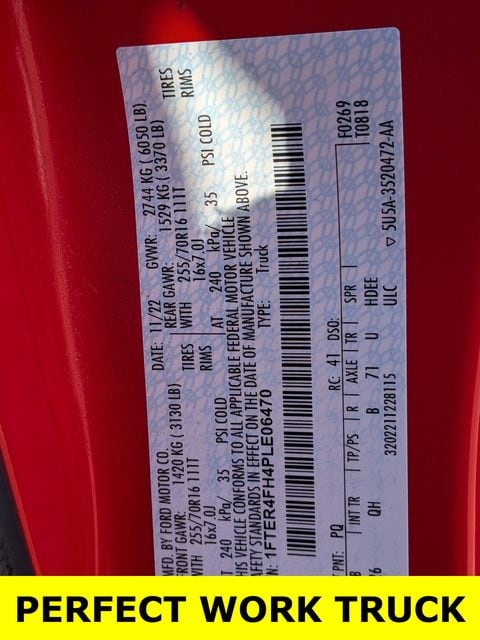 MFD. BY FORD MOTOR CO.
DATE: 11/22 GVWR: 2744 KG ( 6050 LB)
FRONT GAWR: 1420 KG ( 3130 LB) REAR GAWR: 1529 KG ( 3370 LB)
WITH 255/70R16 111T TIRES WITH 255/70R16 111T TIRES
16x7.0J RIMS 16x7.0J RIMS
AT 240 kPa/ 35 PSI COLD AT 240 kPa/ 35 PSI COLD
THIS VEHICLE CONFORMS TO ALL APPLICABLE FEDERAL MOTOR VEHICLE
SAFETY STANDARDS IN EFFECT ON THE DATE OF MANUFACTURE SHOWN ABOVE.
VIN: 1FTER4FH4PLE06470 TYPE: Truck
F0269
T0818
EXT PNT: PQ RC: 41 DSO:
INT TR TP/PS R AXLE TR SPR
QH B 71 U HDEE
3202211228115 ULC
▽ 5U5A-3520472-AA
PERFECT WORK TRUCK